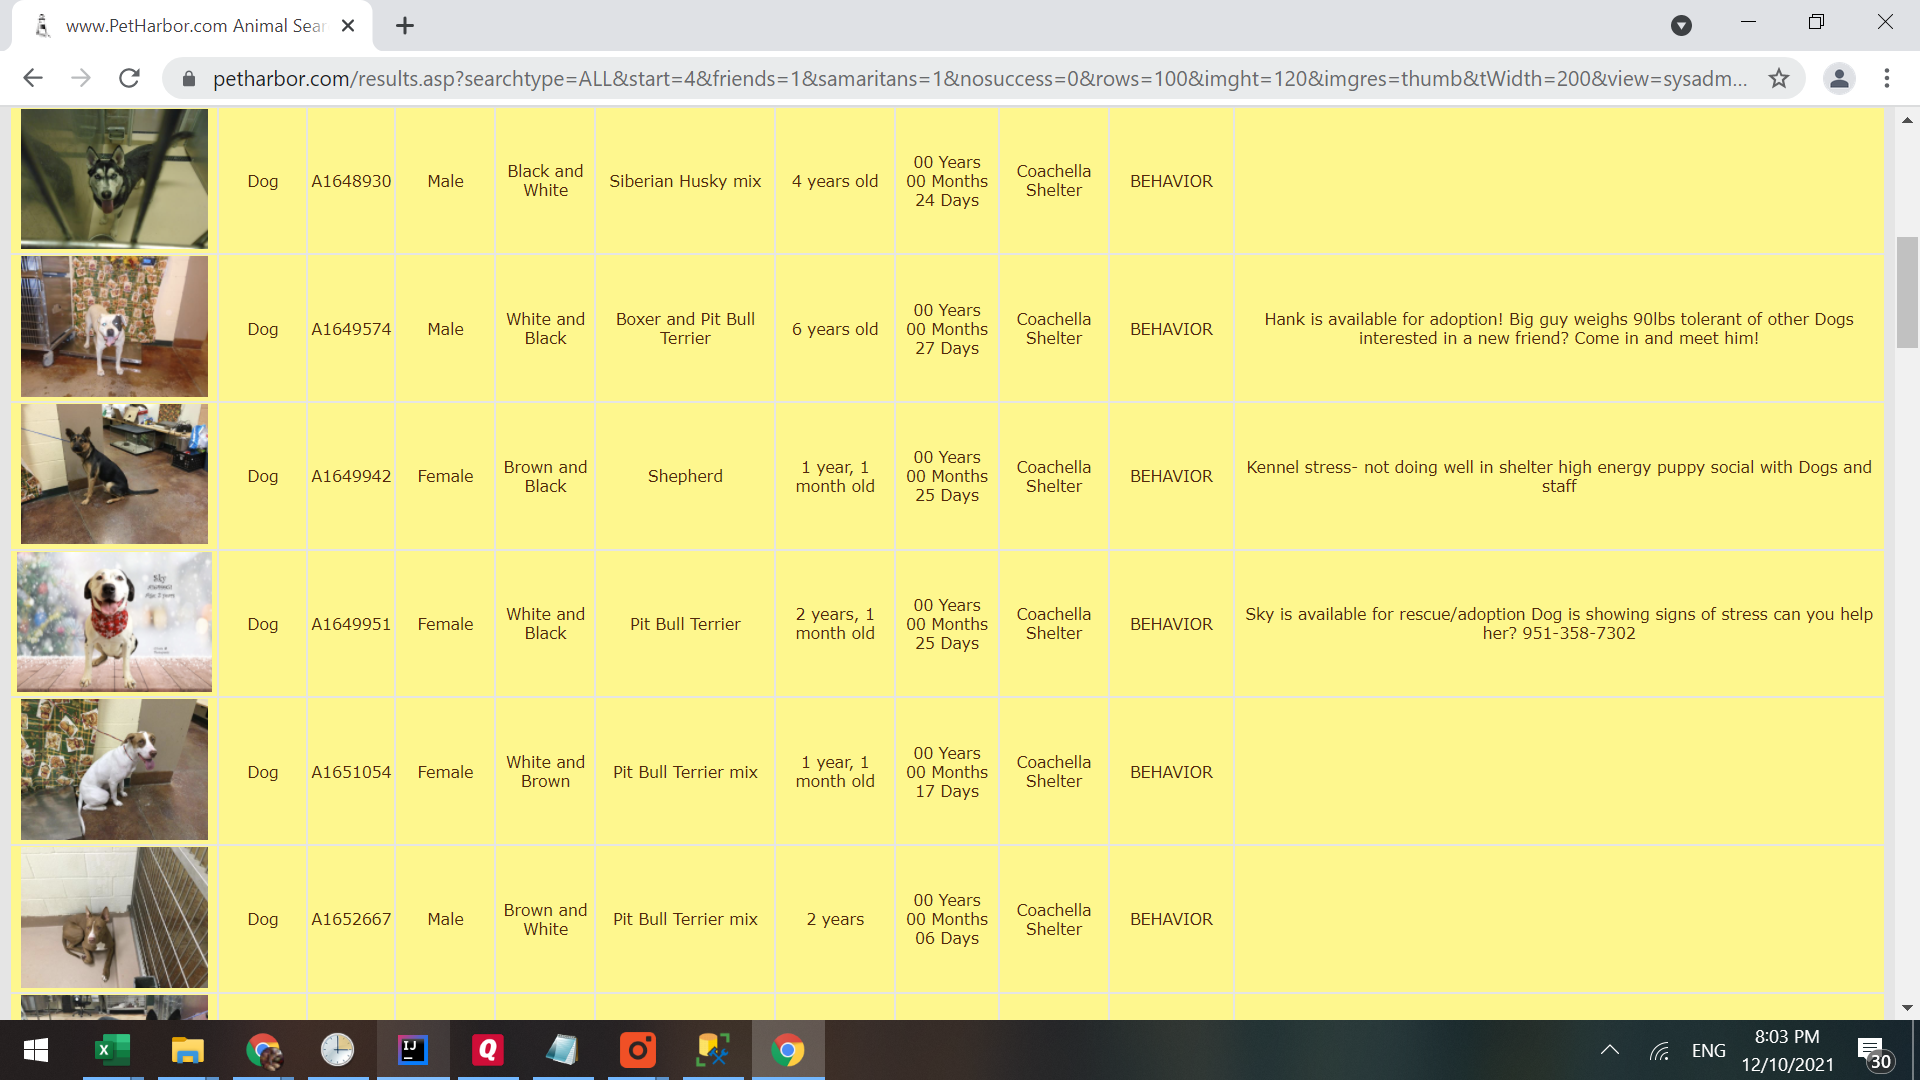 www.PetHarbor.com Animal Sear
petharbor.com/results.asp?searchtype=ALL&start=4&friends=1&samaritans=1&nosuccess=0&rows=100&imght=120&imgres=thumb&tWidth=200&view=sysadm...
Dog
A1648930
Male
Black and
White
Siberian Husky mix
4 years old
00 Years
00 Months
24 Days
Coachella
Shelter
BEHAVIOR
Dog
A1649574
Male
White and
Black
Boxer and Pit Bull
Terrier
6 years old
00 Years
00 Months
27 Days
Coachella
Shelter
BEHAVIOR
Hank is available for adoption! Big guy weighs 90lbs tolerant of other Dogs
interested in a new friend? Come in and meet him!
Dog
A1649942
Female
Brown and
Black
Shepherd
1 year, 1
month old
00 Years
00 Months
25 Days
Coachella
Shelter
BEHAVIOR
Kennel stress- not doing well in shelter high energy puppy social with Dogs and
staff
Sky
Dog
A1649951
Female
White and
Black
Pit Bull Terrier
2 years, 1
month old
00 Years
00 Months
25 Days
Coachella
Shelter
BEHAVIOR
Sky is available for rescue/adoption Dog is showing signs of stress can you help
her? 951-358-7302
Dog
A1651054
Female
White and
Brown
Pit Bull Terrier mix
1 year, 1
month old
00 Years
00 Months
17 Days
Coachella
Shelter
BEHAVIOR
Dog
A1652667
Male
Brown and
White
Pit Bull Terrier mix
2 years
00 Years
00 Months
06 Days
Coachella
Shelter
BEHAVIOR
X
IJ
Q
ENG
8:03 PM
12/10/2021
30